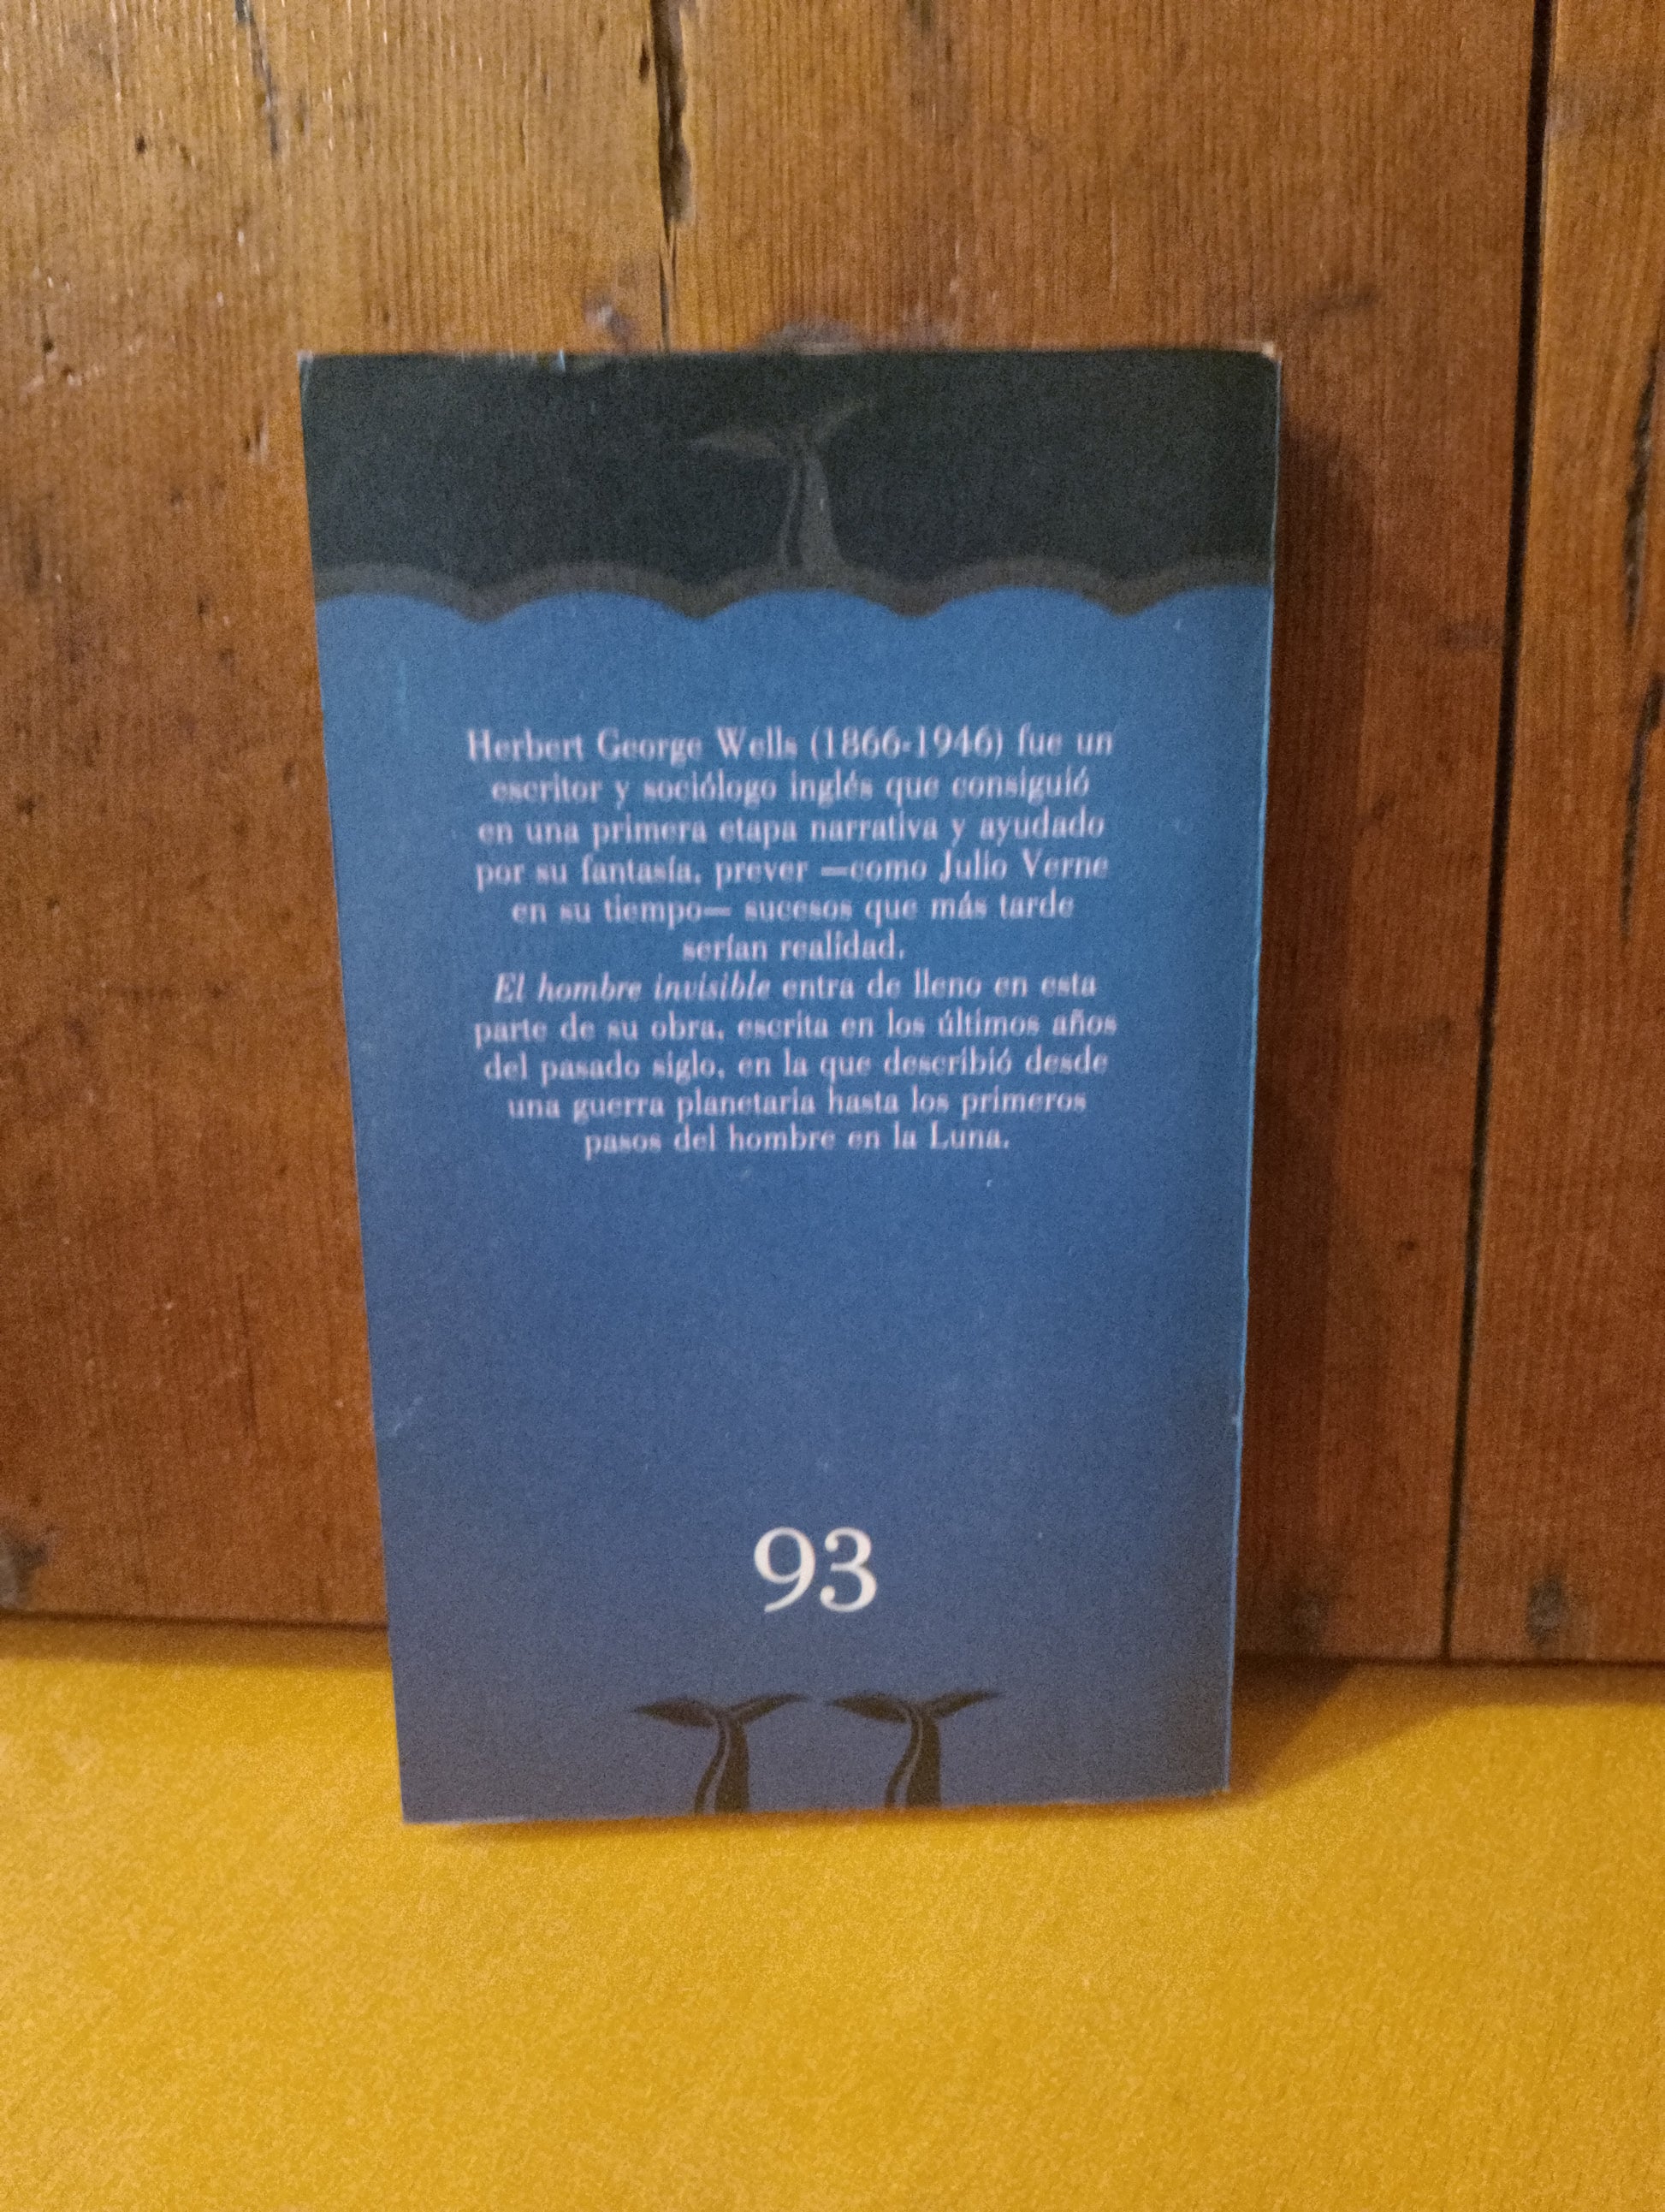 Herbert George Wells (1866-1946) fue un
escritor y sociólogo inglés que consiguió
en una primera etapa narrativa y ayudado
por su fantasía, prever —como Julio Verne
en su tiempo— sucesos que más tarde
serían realidad.
El hombre invisible entra de lleno en esta
parte de su obra, escrita en los últimos años
del pasado siglo, en la que describió desde
una guerra planetaria hasta los primeros
pasos del hombre en la Luna.
93